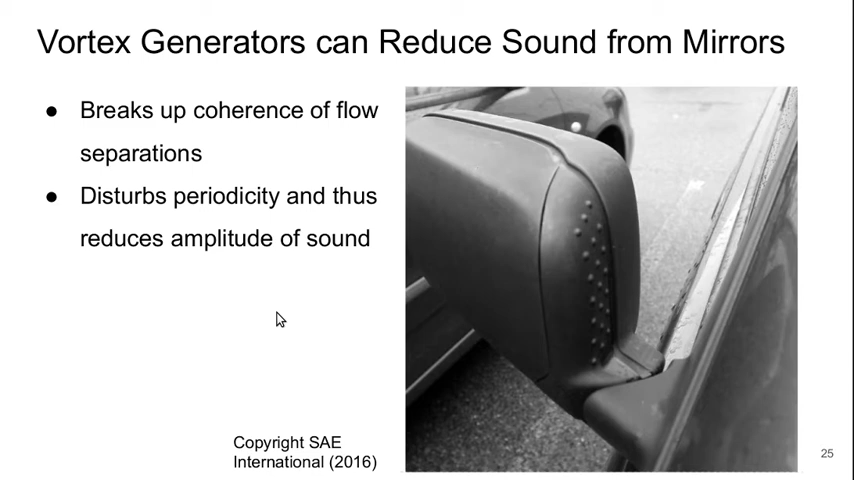 Vortex Generators can Reduce Sound from Mirrors
● Breaks up coherence of flow
separations
● Disturbs periodicity and thus
reduces amplitude of sound
Copyright SAE
International (2016)
25